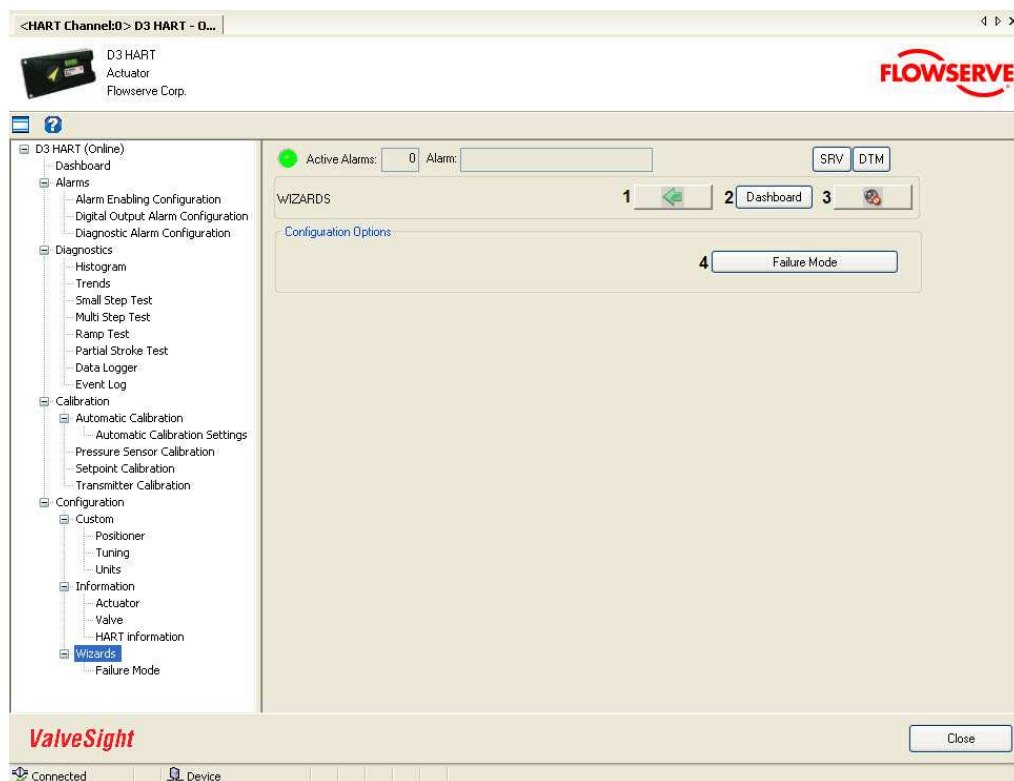 <HART Channel:0> D3 HART - O...
D3 HART
Actuator
Flowserve Corp.
FLOWSERVE
D3 HART (Online)
Dashboard
Alarms
Alarm Enabling Configuration
Digital Output Alarm Configuration
Diagnostic Alarm Configuration
Diagnostics
Histogram
Trends
Small Step Test
Multi Step Test
Ramp Test
Partial Stroke Test
Data Logger
Event Log
Calibration
Automatic Calibration
Automatic Calibration Settings
Pressure Sensor Calibration
Setpoint Calibration
Transmitter Calibration
Configuration
Custom
Positioner
Tuning
Units
Information
Actuator
Valve
HART information
Wizards
Failure Mode
Active Alarms: 0 Alarm: SRV DTM
WIZARDS 1 2 Dashboard 3
Configuration Options
4 Failure Mode
ValveSight
Close
Connected Device